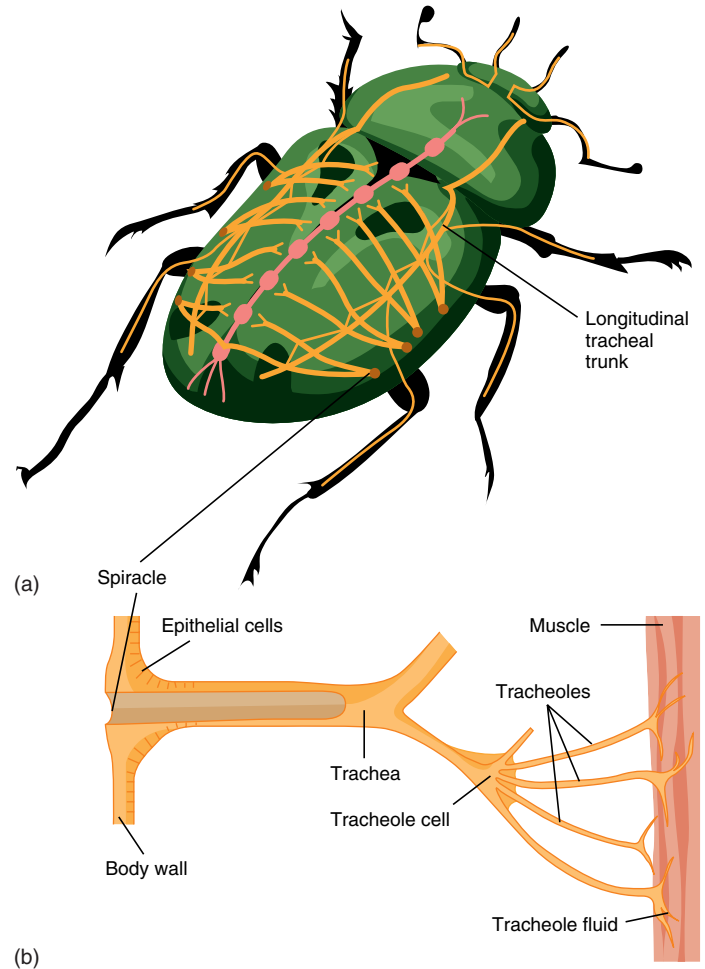 Longitudinal
tracheal
trunk
(a)
Spiracle
Epithelial cells
Muscle
Tracheoles
Trachea
Tracheole cell
Body wall
Tracheole fluid
(b)